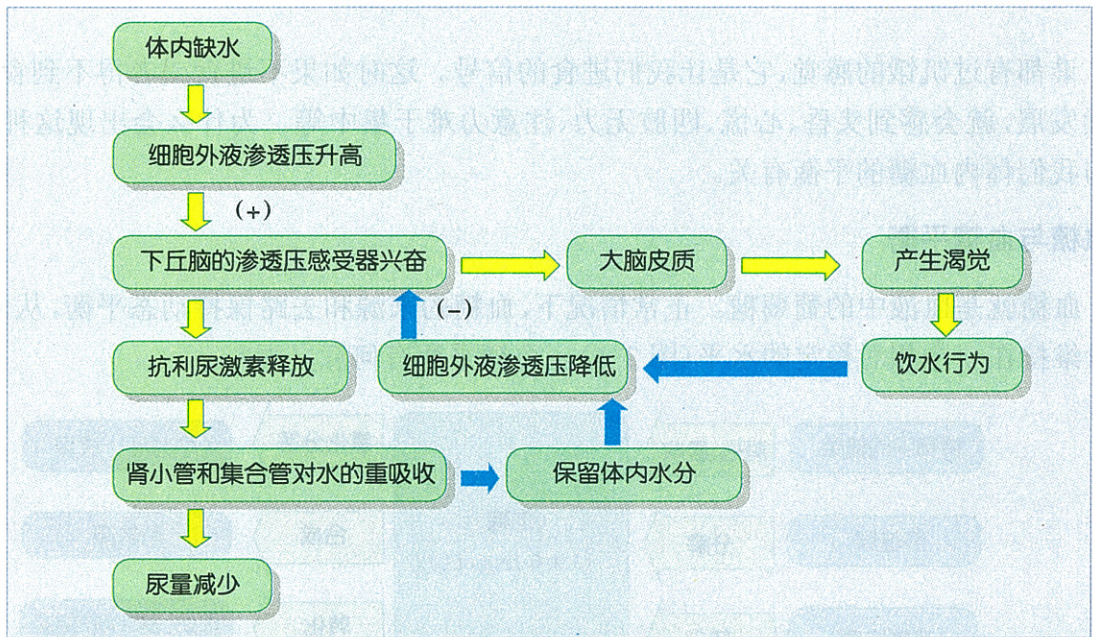 体内缺水
细胞外液渗透压升高
(+)
下丘脑的渗透压感受器兴奋
大脑皮质
产生渴觉
(-)
抗利尿激素释放
细胞外液渗透压降低
饮水行为
肾小管和集合管对水的重吸收
保留体内水分
尿量减少